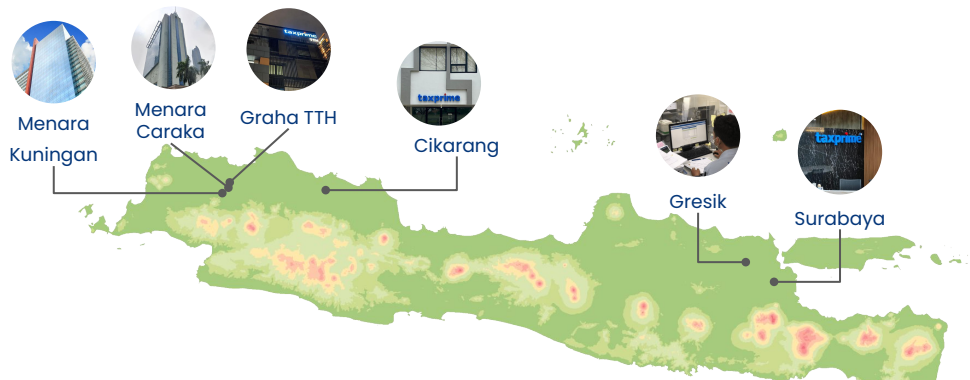 Menara
Kuningan
Menara
Caraka
taxprime
Graha TTH
taxprime
Cikarang
Gresik
taxprime
Surabaya